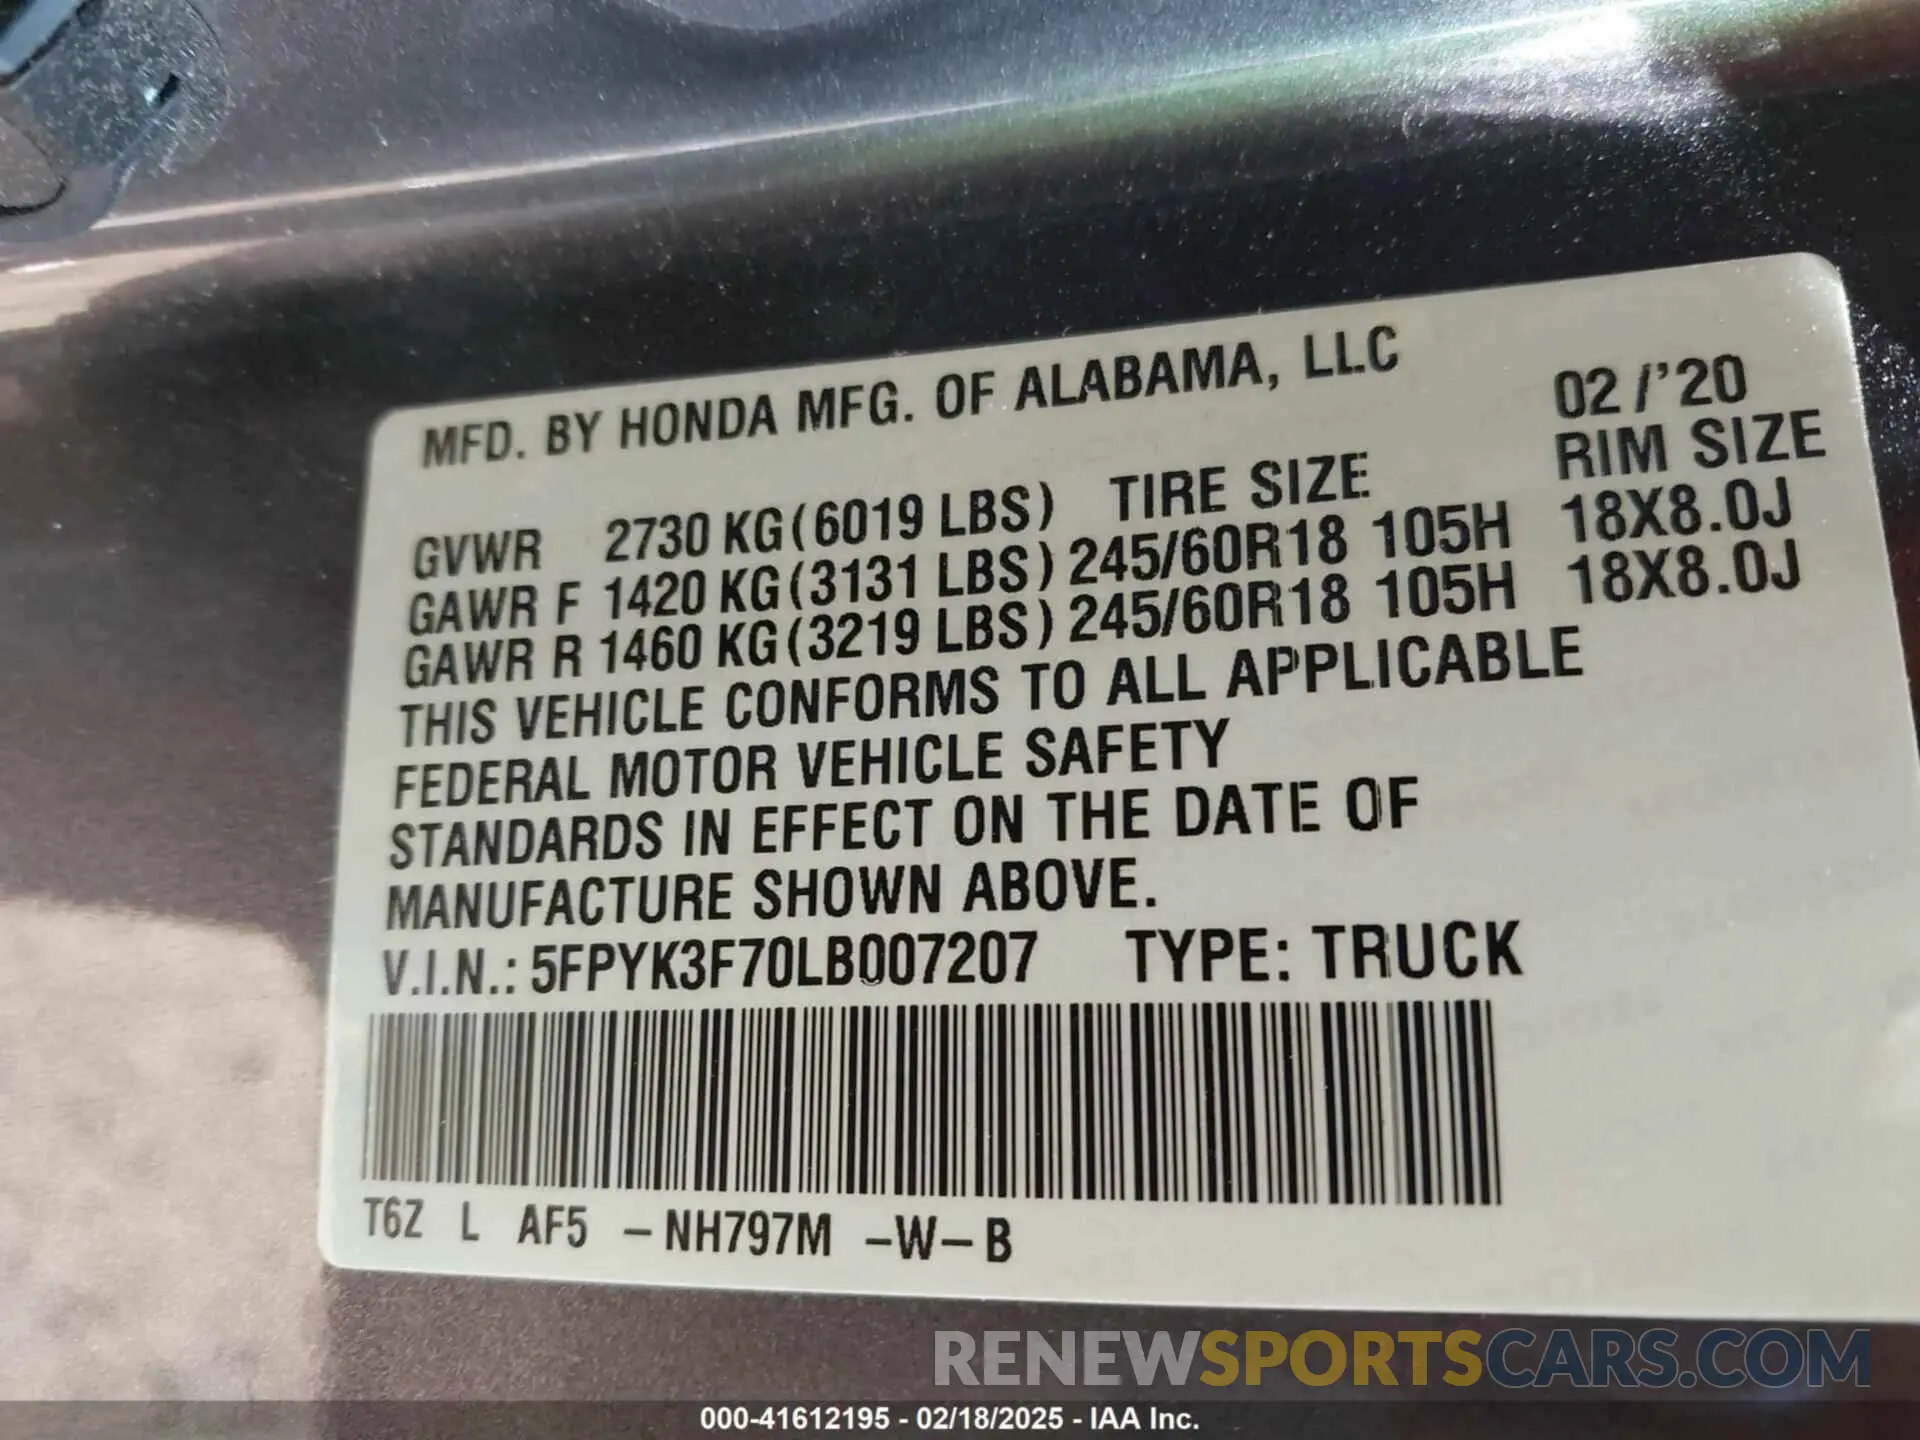 MFD. BY HONDA MFG. OF ALABAMA, LLC 02/'20
GVWR 2730 KG (6019 LBS) TIRE SIZE RIM SIZE
GAWR F 1420 KG (3131 LBS) 245/60R18 105H 18X8.0J
GAWR R 1460 KG (3219 LBS) 245/60R18 105H 18X8.0J
THIS VEHICLE CONFORMS TO ALL APPLICABLE
FEDERAL MOTOR VEHICLE SAFETY
STANDARDS IN EFFECT ON THE DATE OF
MANUFACTURE SHOWN ABOVE.
V.I.N.: 5FPYK3F70LB007207 TYPE: TRUCK
T6Z L AF5 -NH797M -W-B
RENEWSPORTSCARS.COM
000-41612195 - 02/18/2025 - IAA Inc.